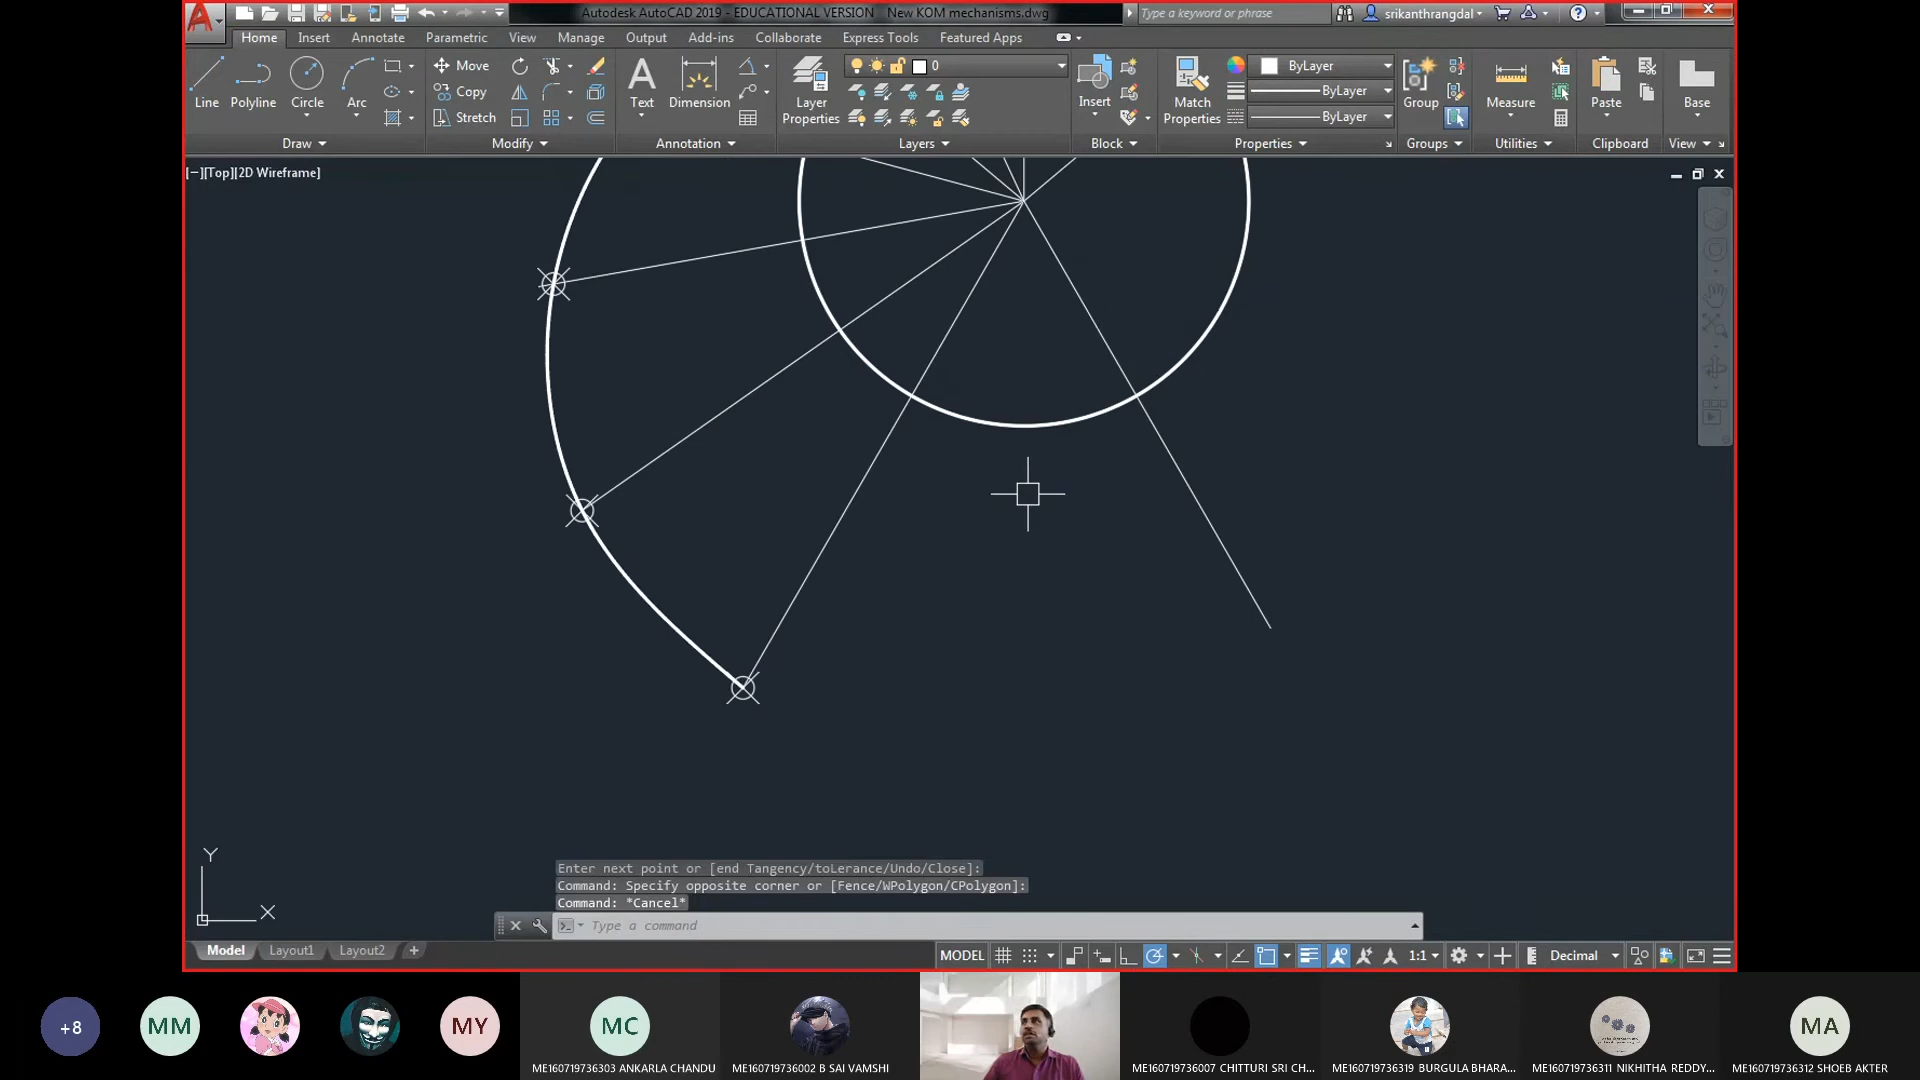 Autodesk AutoCAD 2019 - EDUCATIONAL VERSION New KOM mechanisms.dwg
Type a keyword or phrase
srikanthrangdal
Home Insert Annotate Parametric View Manage Output Add-ins Collaborate Express Tools Featured Apps
Line Polyline Circle Arc
Move
Copy
Stretch
Text Dimension
Layer Properties
0
Insert
Match Properties
ByLayer
ByLayer
ByLayer
Group
Measure
Paste
Base
Draw Modify Annotation Layers Block Properties Groups Utilities Clipboard View
[−][Top][2D Wireframe]
Y
X
Enter next point or [end Tangency/toLerance/Undo/Close]:
Command: Specify opposite corner or [Fence/WPolygon/CPolygon]:
Command: *Cancel*
Type a command
Model Layout1 Layout2 +
MODEL 1:1 Decimal
+8 MM MY MC MA
ME160719736303 ANKARLA CHANDU
ME160719736002 B SAI VAMSHI
ME160719736007 CHITTURI SRI CH...
ME160719736319 BURGULA BHARA...
ME160719736311 NIKHITHA REDDY...
ME160719736312 SHOEB AKTER